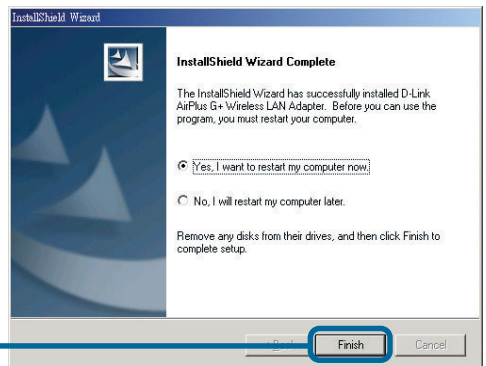 InstallShield Wizard
InstallShield Wizard Complete
The InstallShield Wizard has successfully installed D-Link
AirPlus G+ Wireless LAN Adapter. Before you can use the
program, you must restart your computer.
Yes, I want to restart my computer now.
No, I will restart my computer later.
Remove any disks from their drives, and then click Finish to
complete setup.
Finish
Cancel